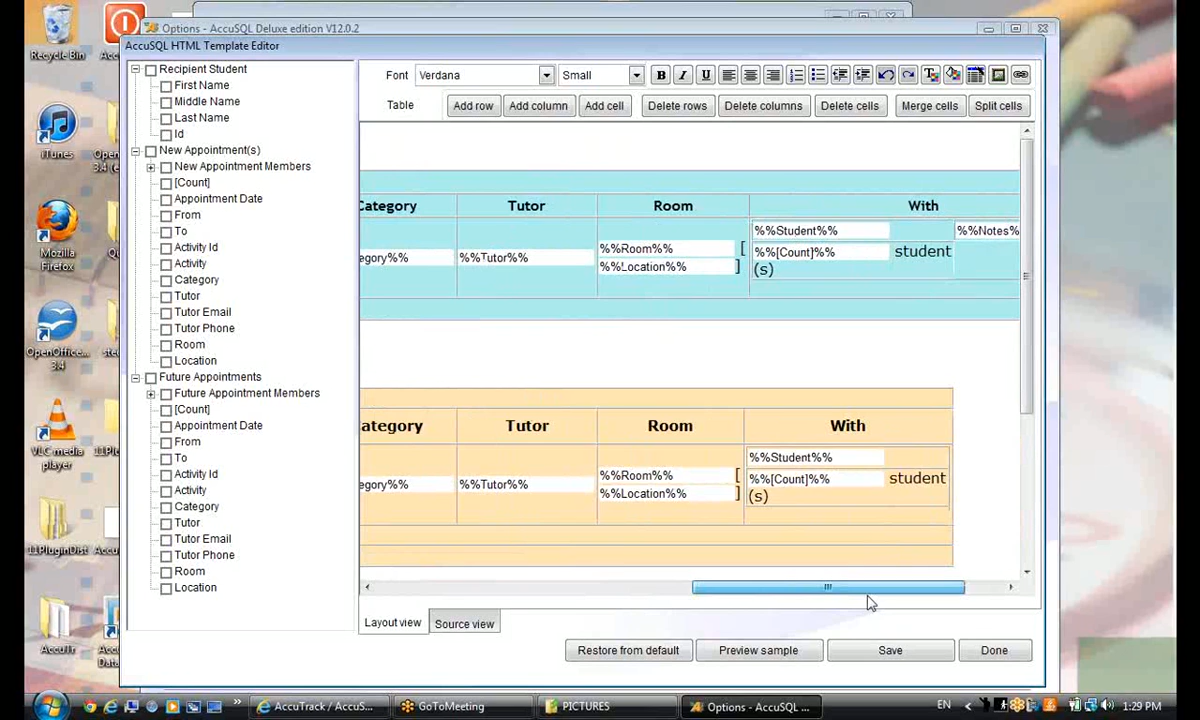 Options - AccuSQL Deluxe edition V12.0.2
AccuSQL HTML Template Editor
Recycle Bin
iTunes
Mozilla
Firefox
OpenOffice...
3.4
VLC media
player
11PluginDist
AccuTr
Recipient Student
First Name
Middle Name
Last Name
Id
New Appointment(s)
New Appointment Members
[Count]
Appointment Date
From
To
Activity Id
Activity
Category
Tutor
Tutor Email
Tutor Phone
Room
Location
Future Appointments
Future Appointment Members
[Count]
Appointment Date
From
To
Activity Id
Activity
Category
Tutor
Tutor Email
Tutor Phone
Room
Location
Font Verdana Small B I U
Table Add row Add column Add cell Delete rows Delete columns Delete cells Merge cells Split cells
Category Tutor Room With
%%Student%% %%Notes%
%%Room%% [
egory%% %%Tutor%% %%[Count]%% student
%%Location%% ] (s)
ategory Tutor Room With
%%Student%%
%%Room%% [
egory%% %%Tutor%% %%[Count]%% student
%%Location%% ] (s)
Layout view Source view
Restore from default Preview sample Save Done
AccuTrack / AccuS... GoToMeeting PICTURES Options - AccuSQL ... EN 1:29 PM